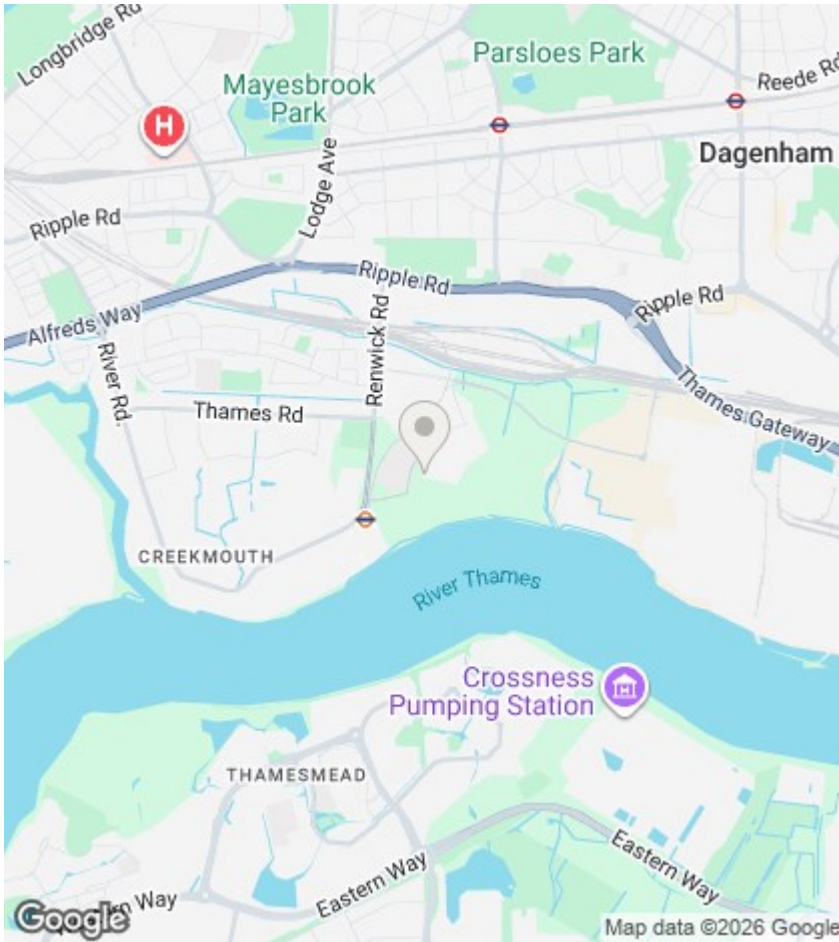 Longbridge Rd
Mayesbrook
Park
Parsloes Park
Reede Rd
H
Dagenham
Lodge Ave
Ripple Rd
Ripple Rd
Ripple Rd
Alfreds Way
Renwick Rd
River Rd
Thames Rd
Thames Gateway
CREEKMOUTH
River Thames
Crossness
Pumping Station
THAMESMEAD
Eastern Way
Eastern Way
Way
Google
Map data ©2026 Google